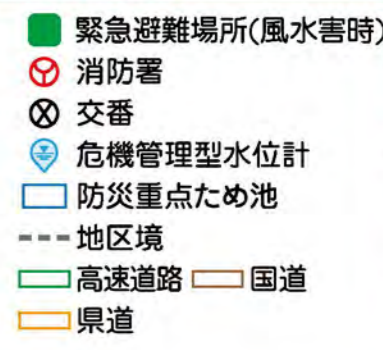 緊急避難場所(風水害時)
消防署
交番
危機管理型水位計
防災重点ため池
地区境
高速道路 国道
県道